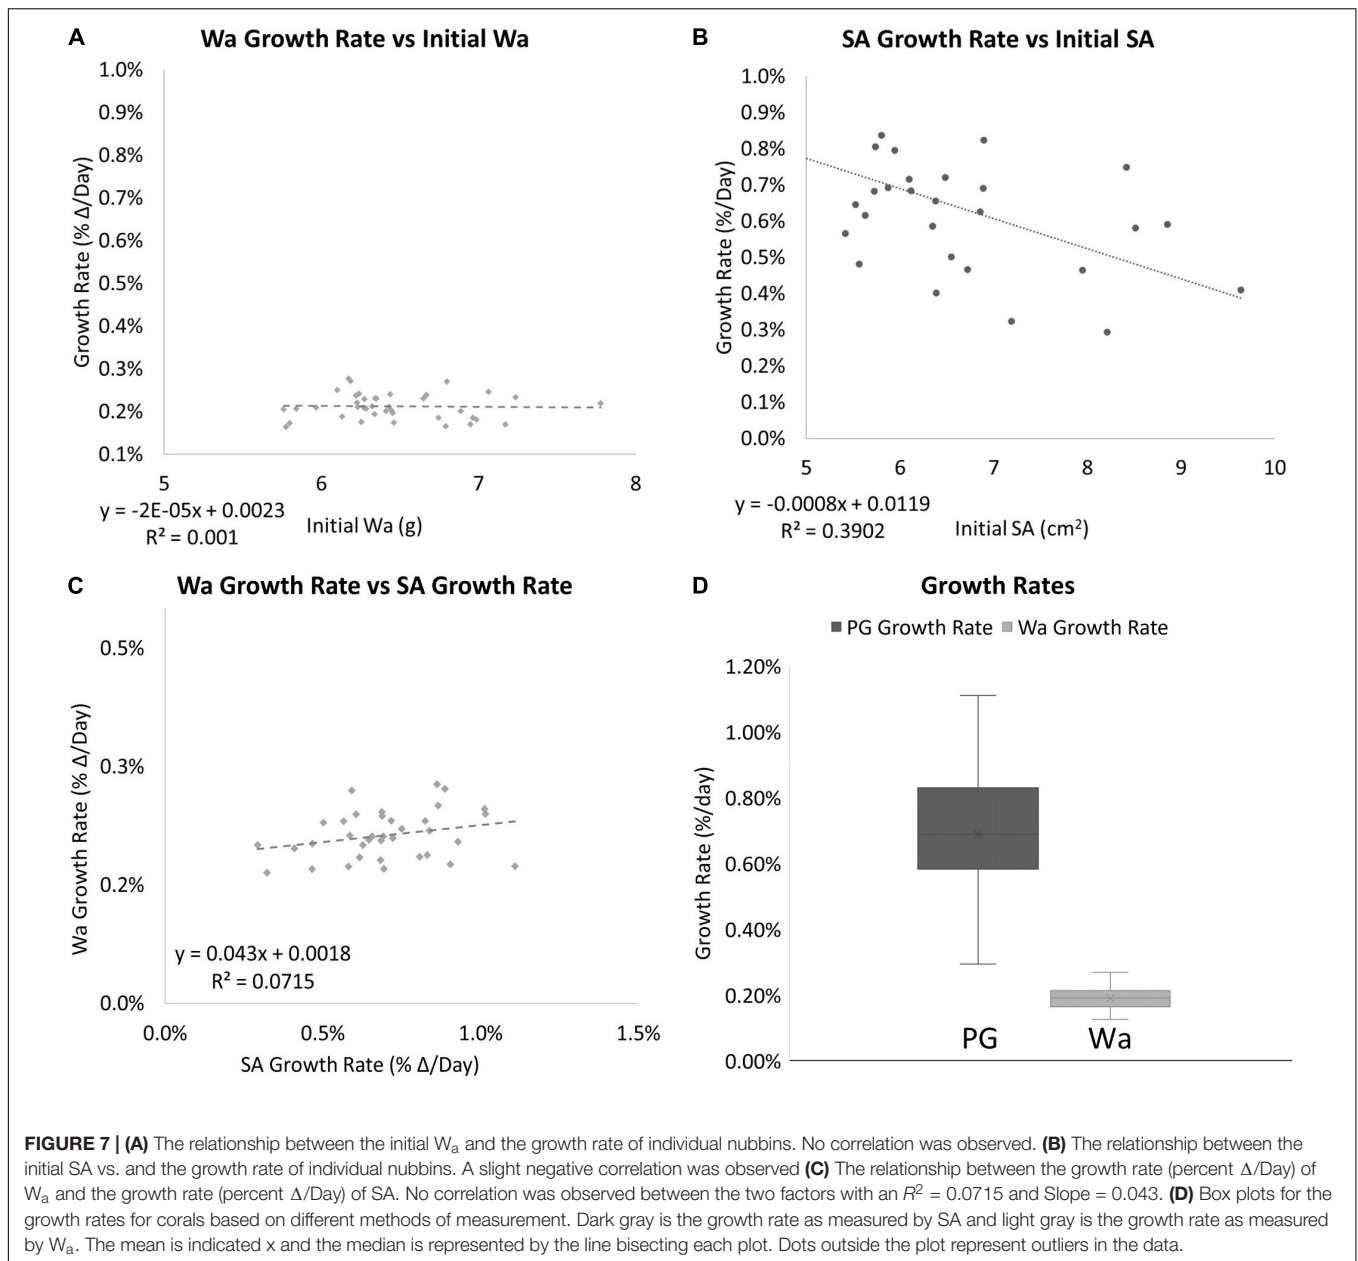 A
Wa Growth Rate vs Initial Wa
Growth Rate (% Δ/Day)
1.0%
0.9%
0.8%
0.7%
0.6%
0.5%
0.4%
0.3%
0.2%
0.1%
5 6 7 8
y = -2E-05x + 0.0023
R² = 0.001
Initial Wa (g)
B
SA Growth Rate vs Initial SA
Growth Rate (%/Day)
1.0%
0.9%
0.8%
0.7%
0.6%
0.5%
0.4%
0.3%
0.2%
0.1%
0.0%
5 6 7 8 9 10
y = -0.0008x + 0.0119
R² = 0.3902
Initial SA (cm²)
C
Wa Growth Rate vs SA Growth Rate
Wa Growth Rate (% Δ/Day)
0.5%
0.3%
0.2%
0.0%
y = 0.043x + 0.0018
R² = 0.0715
0.0% 0.5% 1.0% 1.5%
SA Growth Rate (% Δ/Day)
D
Growth Rates
PG Growth Rate Wa Growth Rate
Growth Rate (%/day)
1.20%
1.00%
0.80%
0.60%
0.40%
0.20%
0.00%
PG Wa
FIGURE 7 | (A) The relationship between the initial Wₐ and the growth rate of individual nubbins. No correlation was observed. (B) The relationship between the
initial SA vs. and the growth rate of individual nubbins. A slight negative correlation was observed (C) The relationship between the growth rate (percent Δ/Day) of
Wₐ and the growth rate (percent Δ/Day) of SA. No correlation was observed between the two factors with an R² = 0.0715 and Slope = 0.043. (D) Box plots for the
growth rates for corals based on different methods of measurement. Dark gray is the growth rate as measured by SA and light gray is the growth rate as measured
by Wₐ. The mean is indicated x and the median is represented by the line bisecting each plot. Dots outside the plot represent outliers in the data.